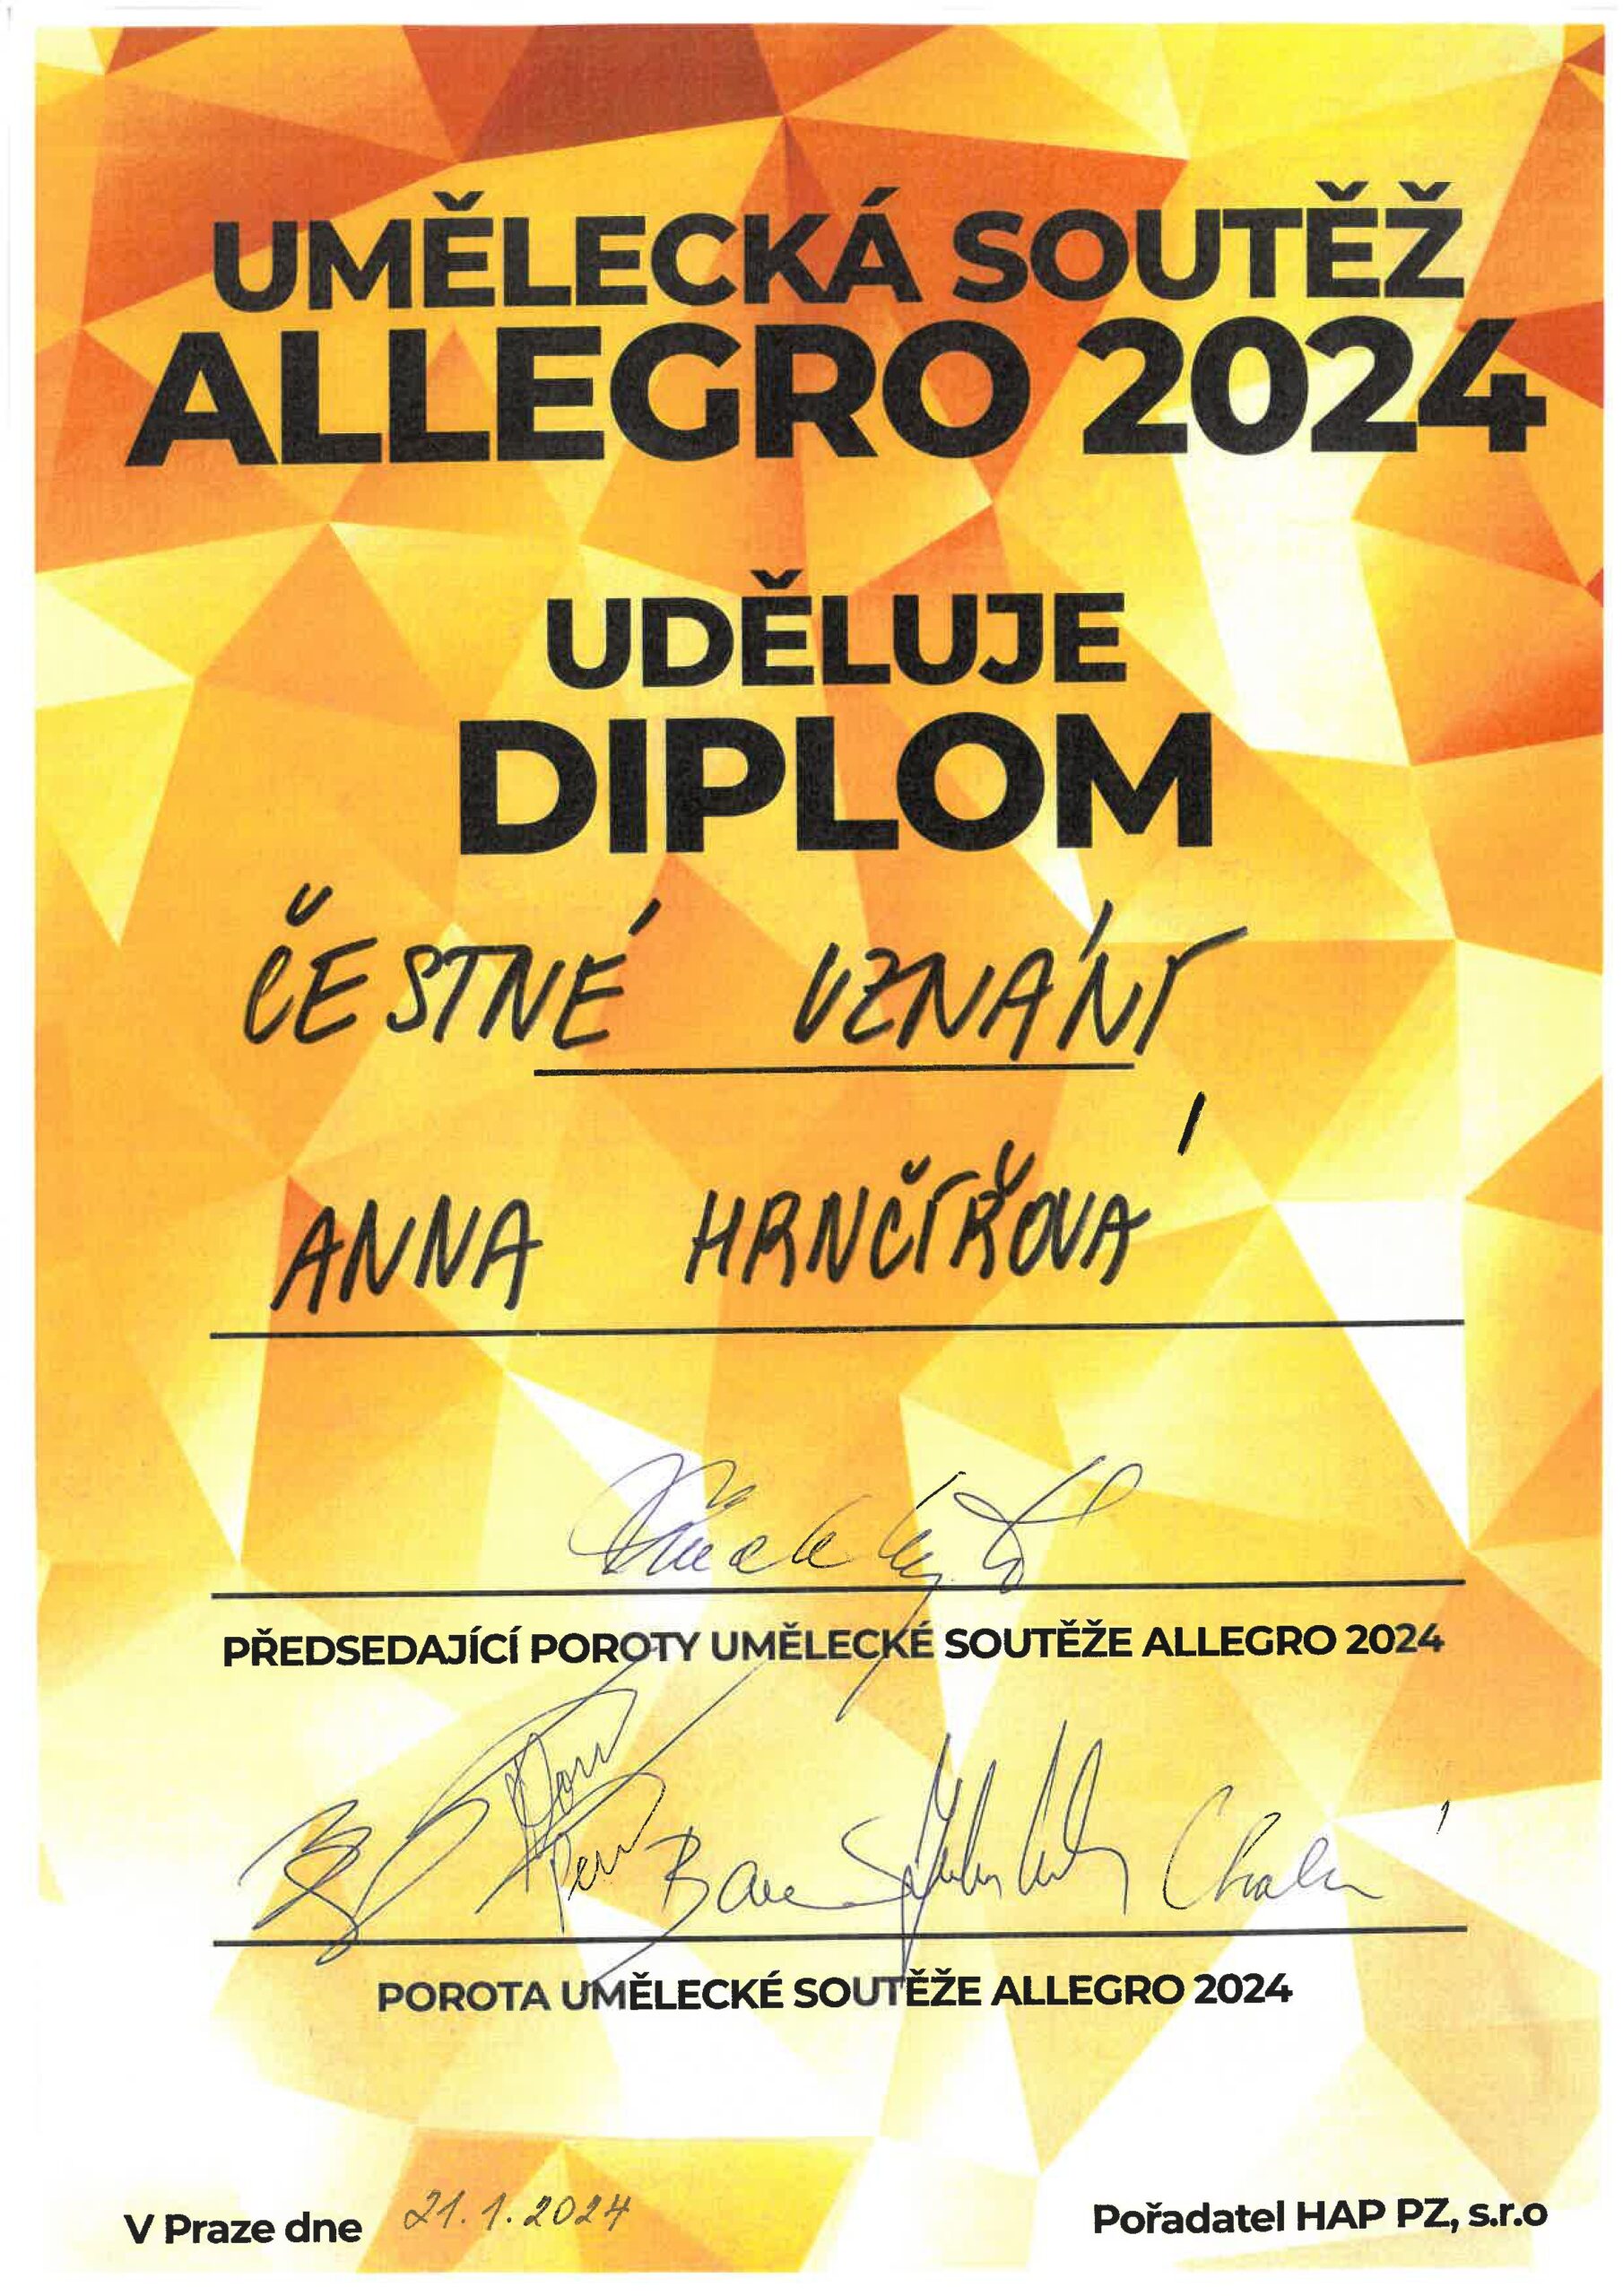 UMĚLECKÁ SOUTĚŽ
ALLEGRO 2024
UDĚLUJE
DIPLOM
ČESTNÉ UZNÁNÍ
ANNA HRNČÍŘOVÁ
PŘEDSEDAJÍCÍ POROTY UMĚLECKÉ SOUTĚŽE ALLEGRO 2024
POROTA UMĚLECKÉ SOUTĚŽE ALLEGRO 2024
V Praze dne 21.1.2024
Pořadatel HAP PZ, s.r.o